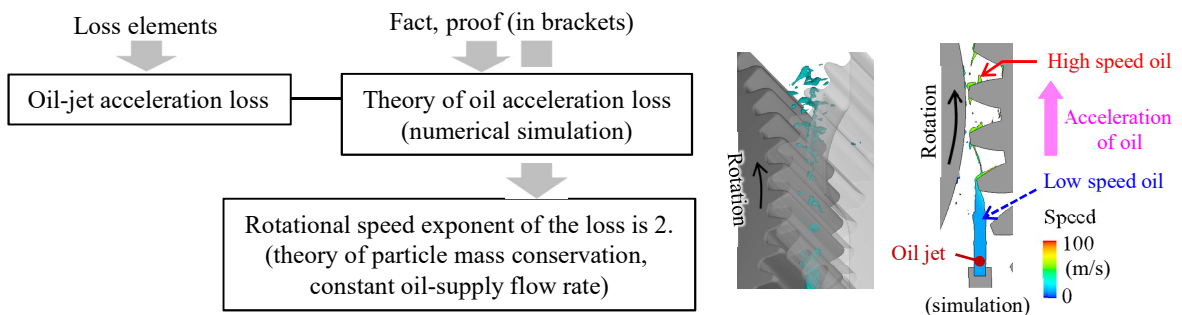 Loss elements
Fact, proof (in brackets)
Oil-jet acceleration loss
Theory of oil acceleration loss
(numerical simulation)
Rotational speed exponent of the loss is 2.
(theory of particle mass conservation,
constant oil-supply flow rate)
Rotation
Rotation
High speed oil
Acceleration
of oil
Low speed oil
Speed
100
(m/s)
0
Oil jet
(simulation)